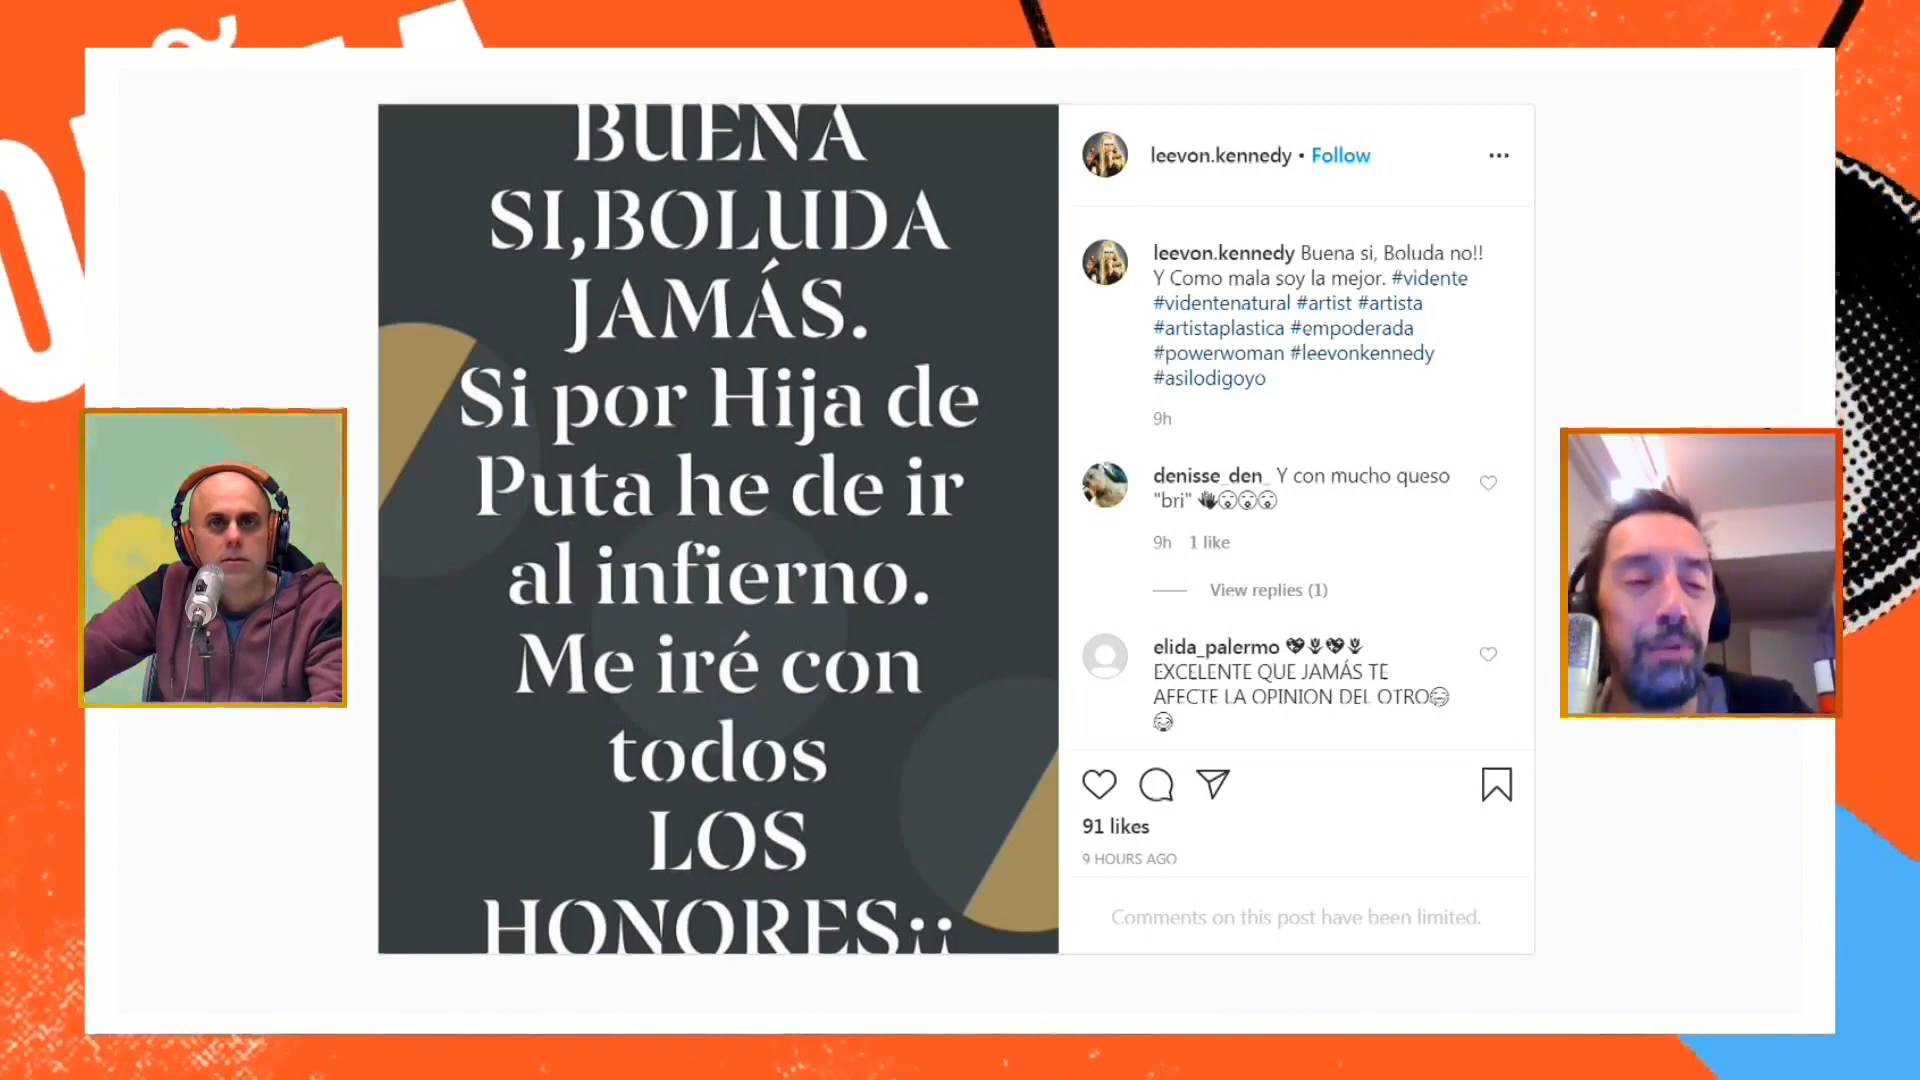 BUENA
SI,BOLUDA
JAMÁS.
Si por Hija de
Puta he de ir
al infierno.
Me iré con
todos
LOS
HONORES¡¡
leevon.kennedy • Follow
leevon.kennedy Buena si, Boluda no!!
Y Como mala soy la mejor. #vidente
#videntenatural #artist #artista
#artistaplastica #empoderada
#powerwoman #leevonkennedy
#asilodigoyo
9h
denisse_den_ Y con mucho queso
"bri" 👋😮😮😮
9h 1 like
View replies (1)
elida_palermo 💖🌷💖🌷
EXCELENTE QUE JAMÁS TE
AFECTE LA OPINION DEL OTRO😂
😂
91 likes
9 HOURS AGO
Comments on this post have been limited.